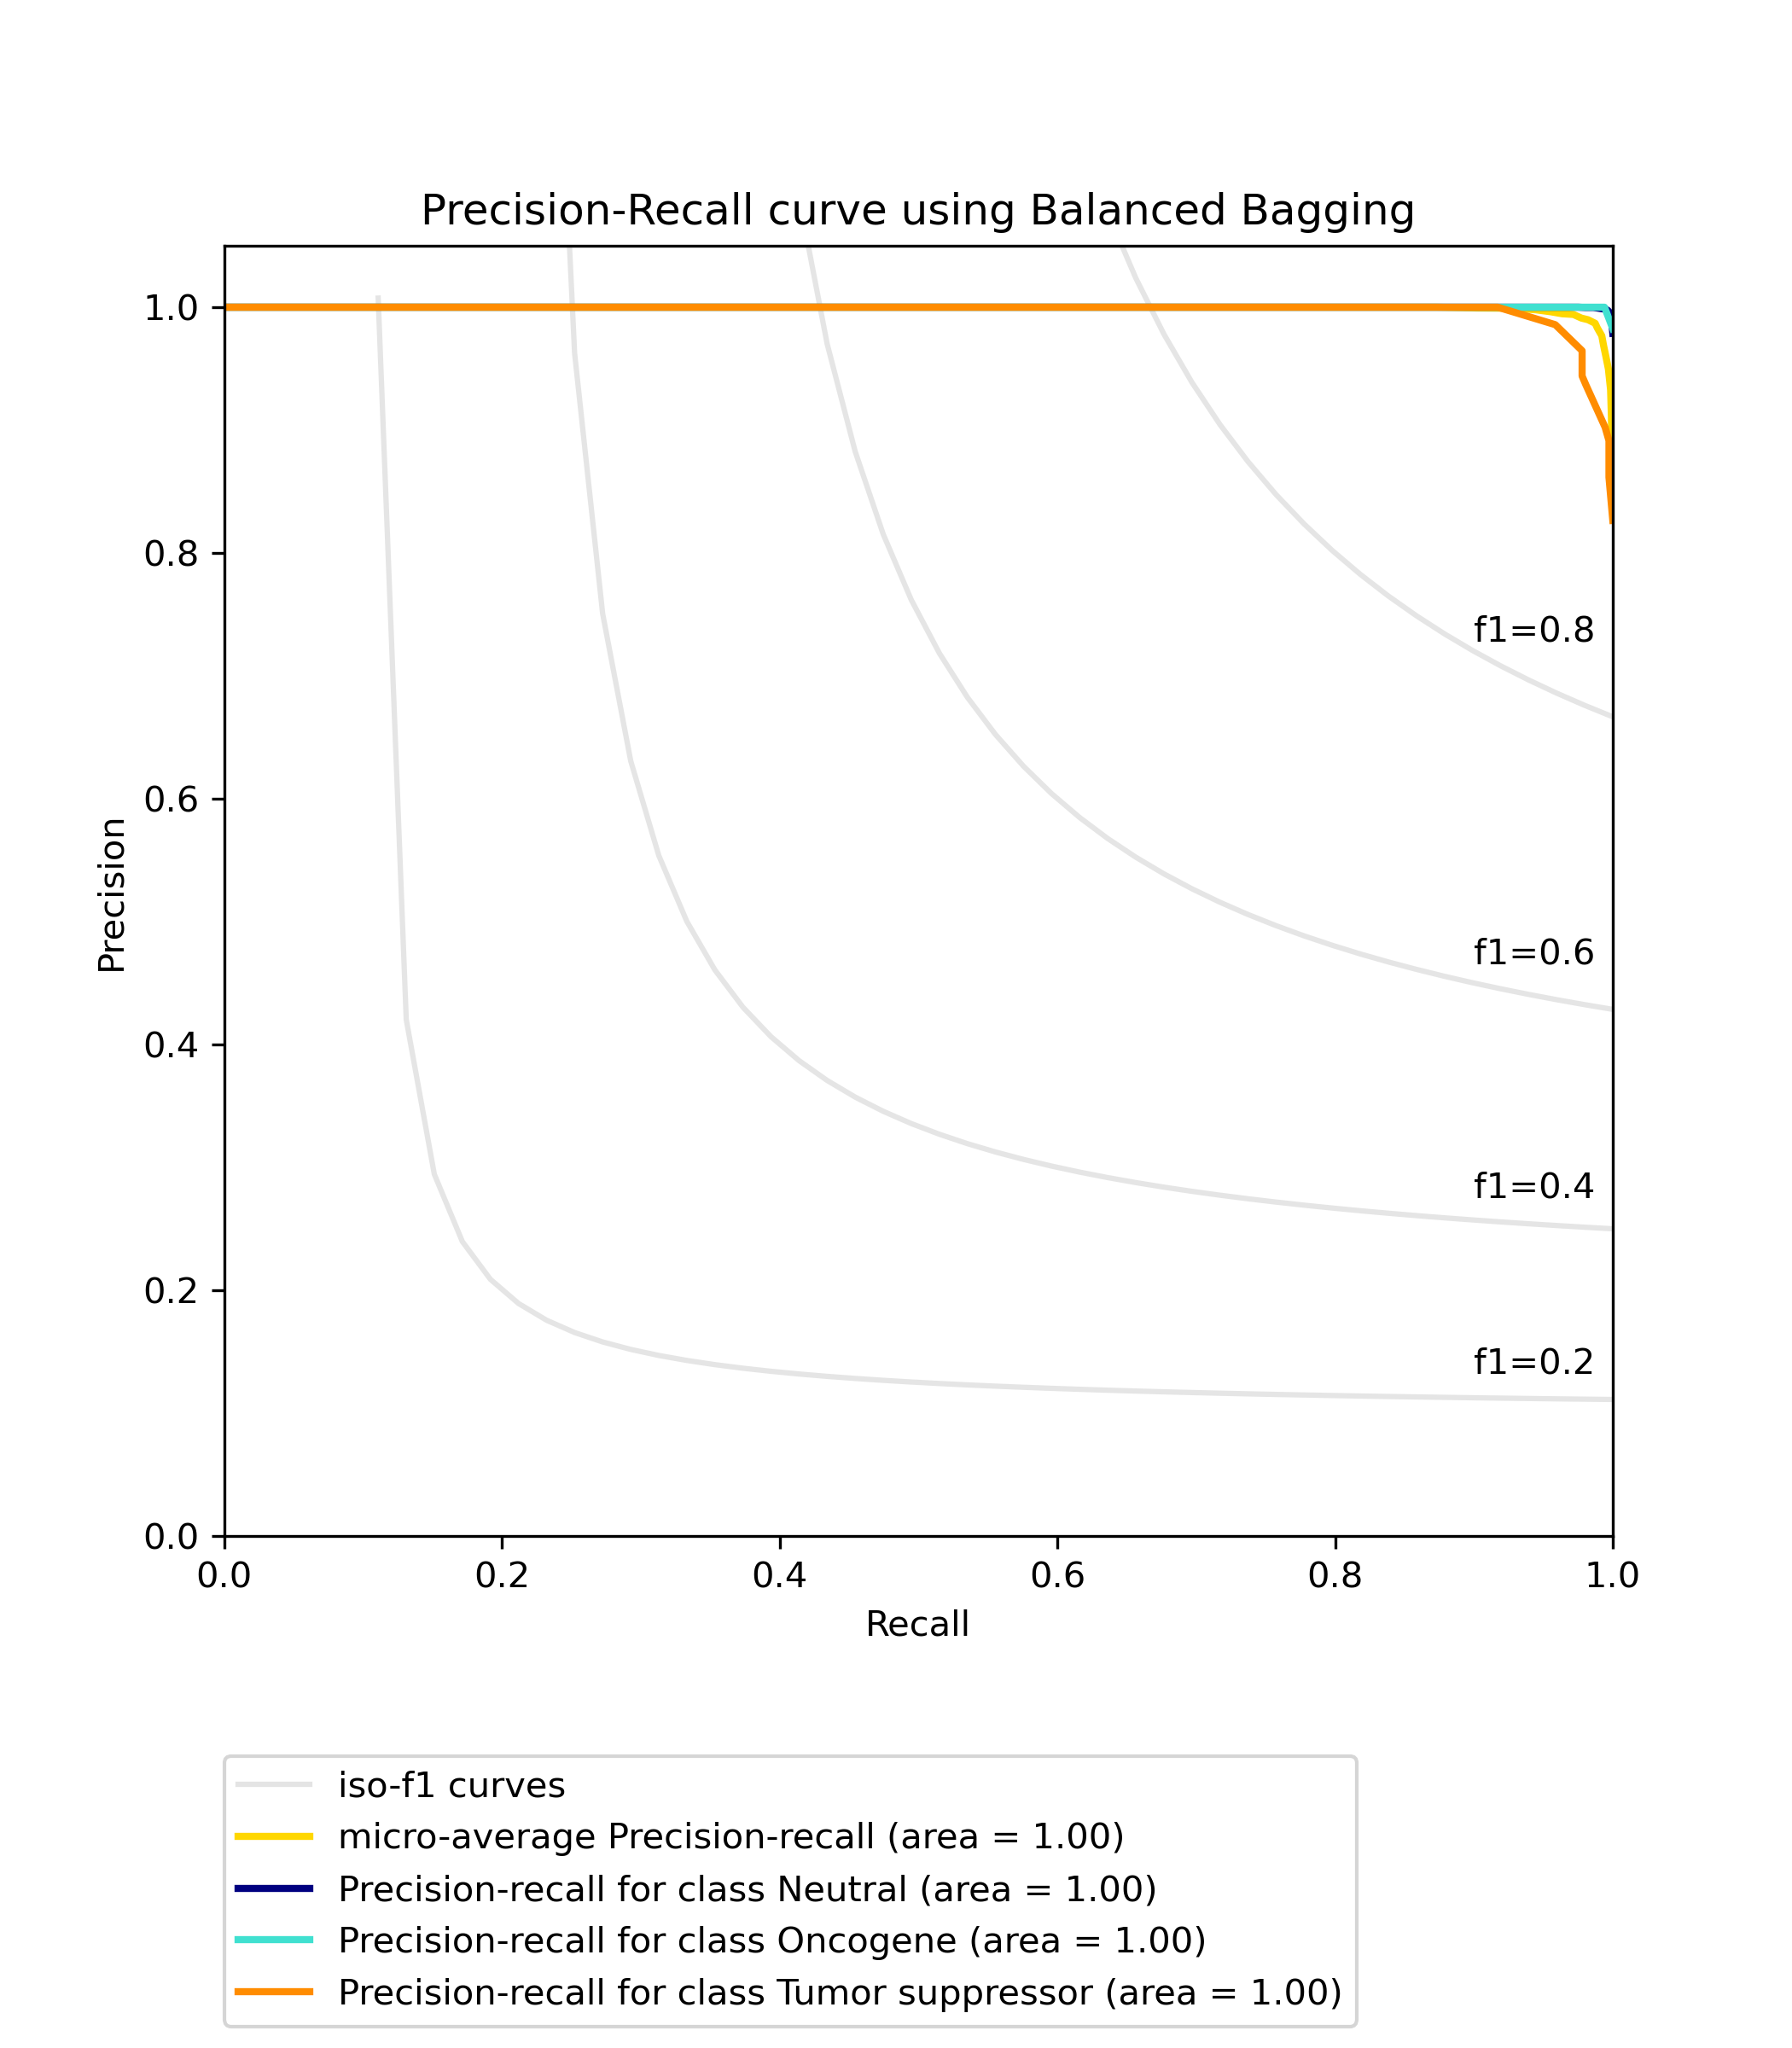 Precision-Recall curve using Balanced Bagging
1.0
0.8
f1=0.8
0.6
Precision
f1=0.6
0.4
f1=0.4
0.2
f1=0.2
0.0
0.0 0.2 0.4 0.6 0.8 1.0
Recall
iso-f1 curves
micro-average Precision-recall (area = 1.00)
Precision-recall for class Neutral (area = 1.00)
Precision-recall for class Oncogene (area = 1.00)
Precision-recall for class Tumor suppressor (area = 1.00)